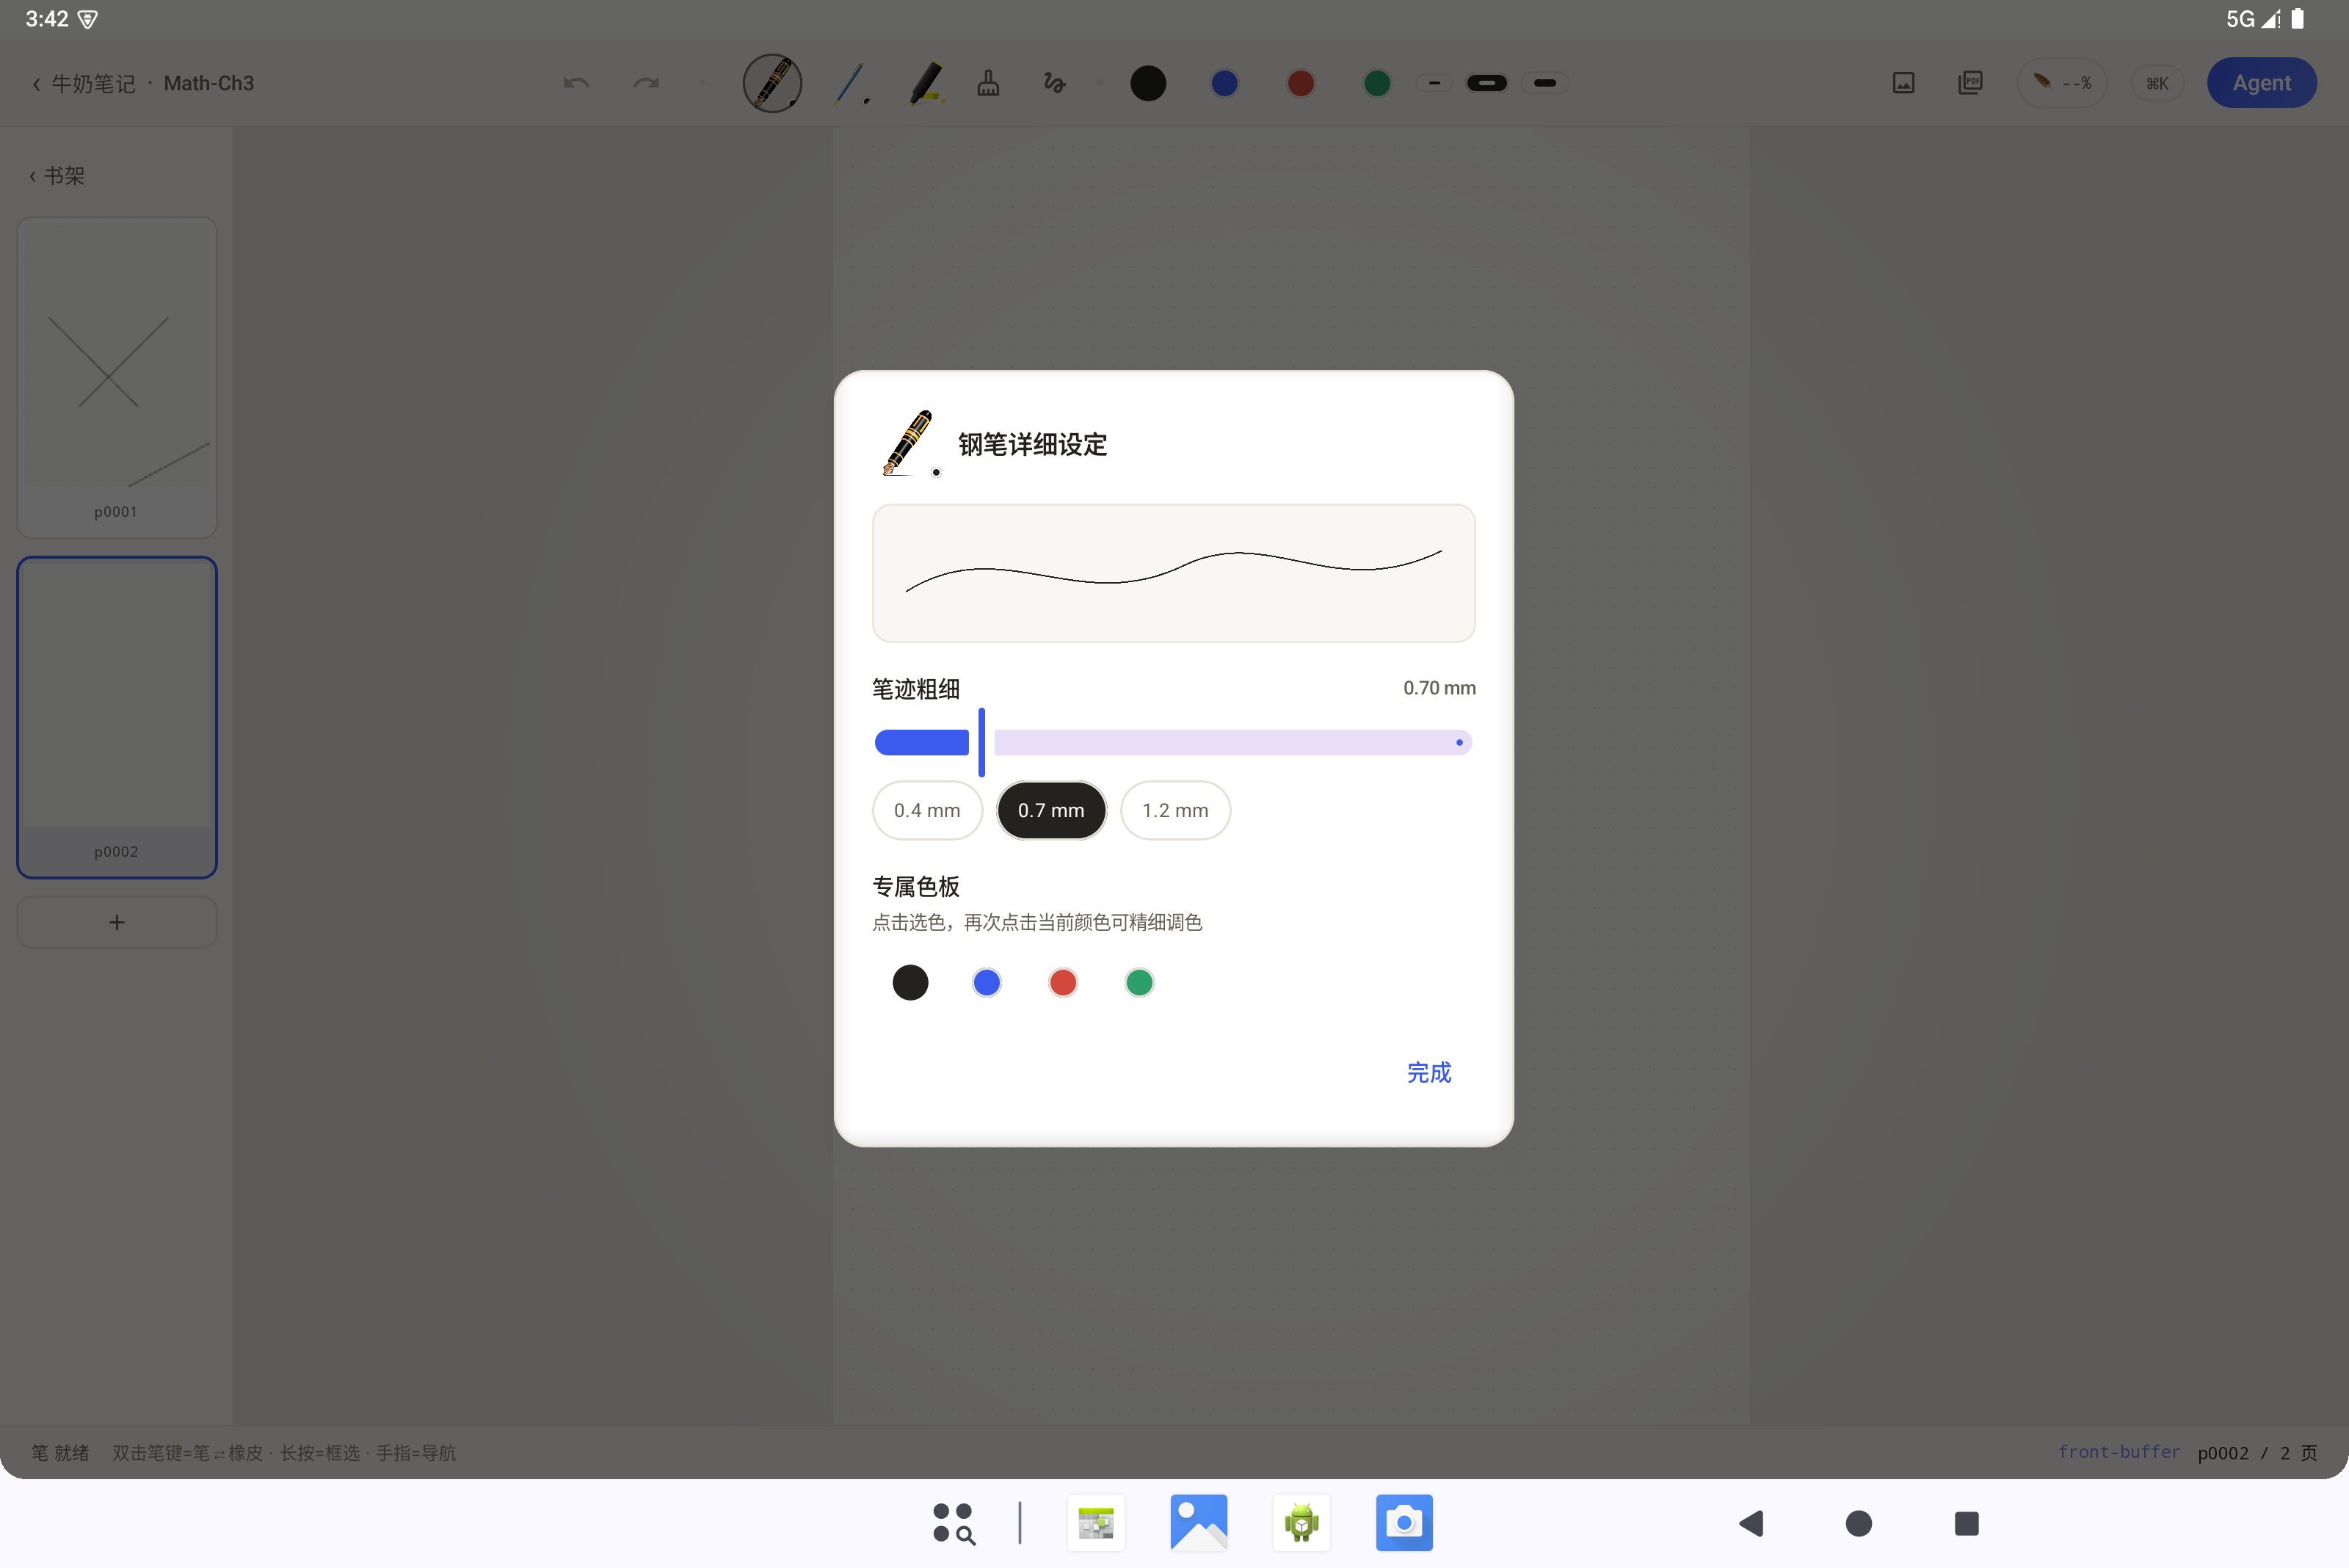 3:42
5G
‹ 牛奶笔记 · Math-Ch3
--%
⌘K
Agent
‹ 书架
p0001
p0002
+
钢笔详细设定
笔迹粗细
0.70 mm
0.4 mm
0.7 mm
1.2 mm
专属色板
点击选色，再次点击当前颜色可精细调色
完成
笔 就绪 双击笔键=笔⇄橡皮 · 长按=框选 · 手指=导航
front-buffer p0002 / 2 页